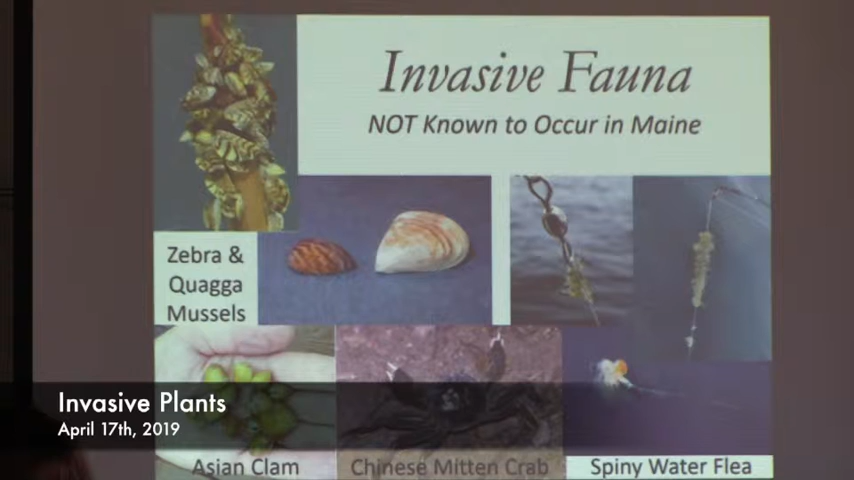 Invasive Fauna
NOT Known to Occur in Maine
Zebra &
Quagga
Mussels
Invasive Plants
April 17th, 2019
Asian Clam
Chinese Mitten Crab
Spiny Water Flea